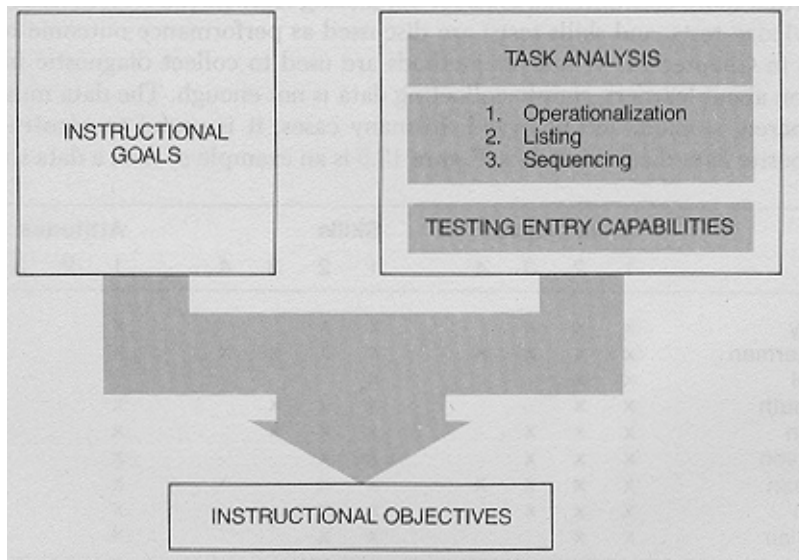 INSTRUCTIONAL
GOALS
TASK ANALYSIS
1. Operationalization
2. Listing
3. Sequencing
TESTING ENTRY CAPABILITIES
INSTRUCTIONAL OBJECTIVES